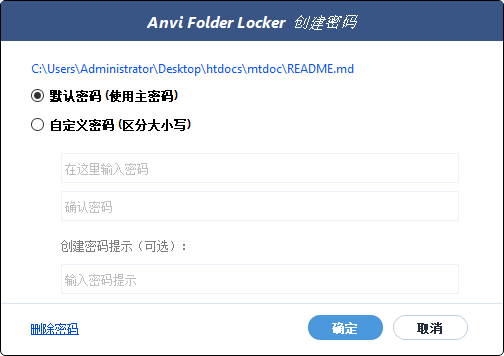 Anvi Folder Locker 创建密码
C:\Users\Administrator\Desktop\htdocs\mtdoc\README.md
默认密码 (使用主密码)
自定义密码 (区分大小写)
在这里输入密码
确认密码
创建密码提示（可选）：
输入密码提示
删除密码 确定 取消